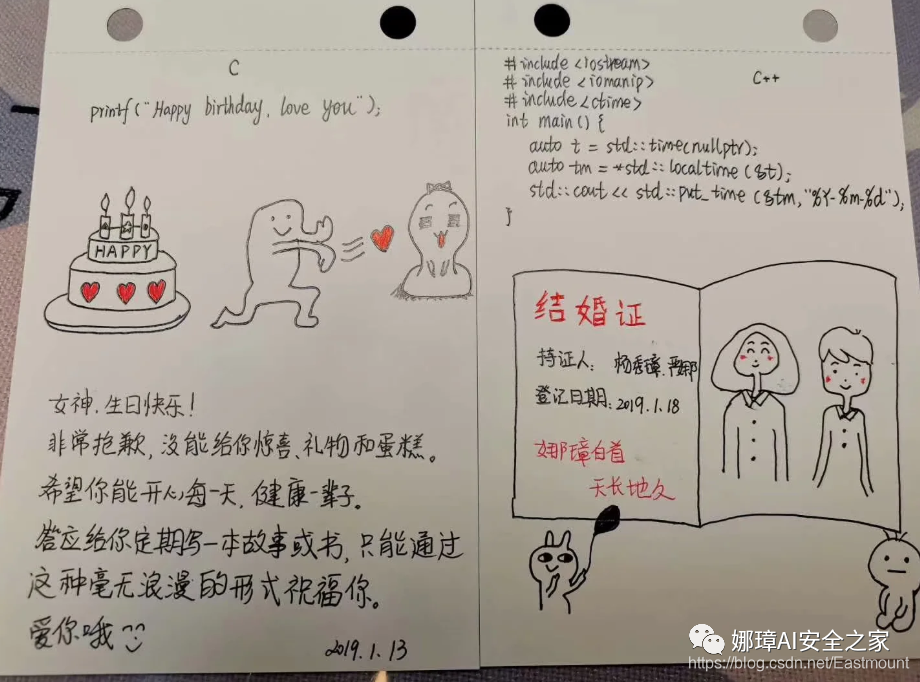 C
printf("Happy birthday, love you");
HAPPY
女神.生日快乐!
非常抱歉,没能给你惊喜、礼物和蛋糕。
希望你能开心每一天,健康一辈子。
答应给你定期写一本故事或书,只能通过
这种毫无浪漫的形式祝福你。
爱你哦
2019.1.13
#include <iostream>
#include <iomanip>
#include <ctime>
C++
int main() {
auto t = std::time(nullptr);
auto tm = *std::localtime(&t);
std::cout << std::put_time(&tm,"%Y-%m-%d");
}
结婚证
持证人: 杨秀璋.严娜
登记日期:2019.1.18
娜璋白首
天长地久
娜璋AI安全之家
https://blog.csdn.net/Eastmount